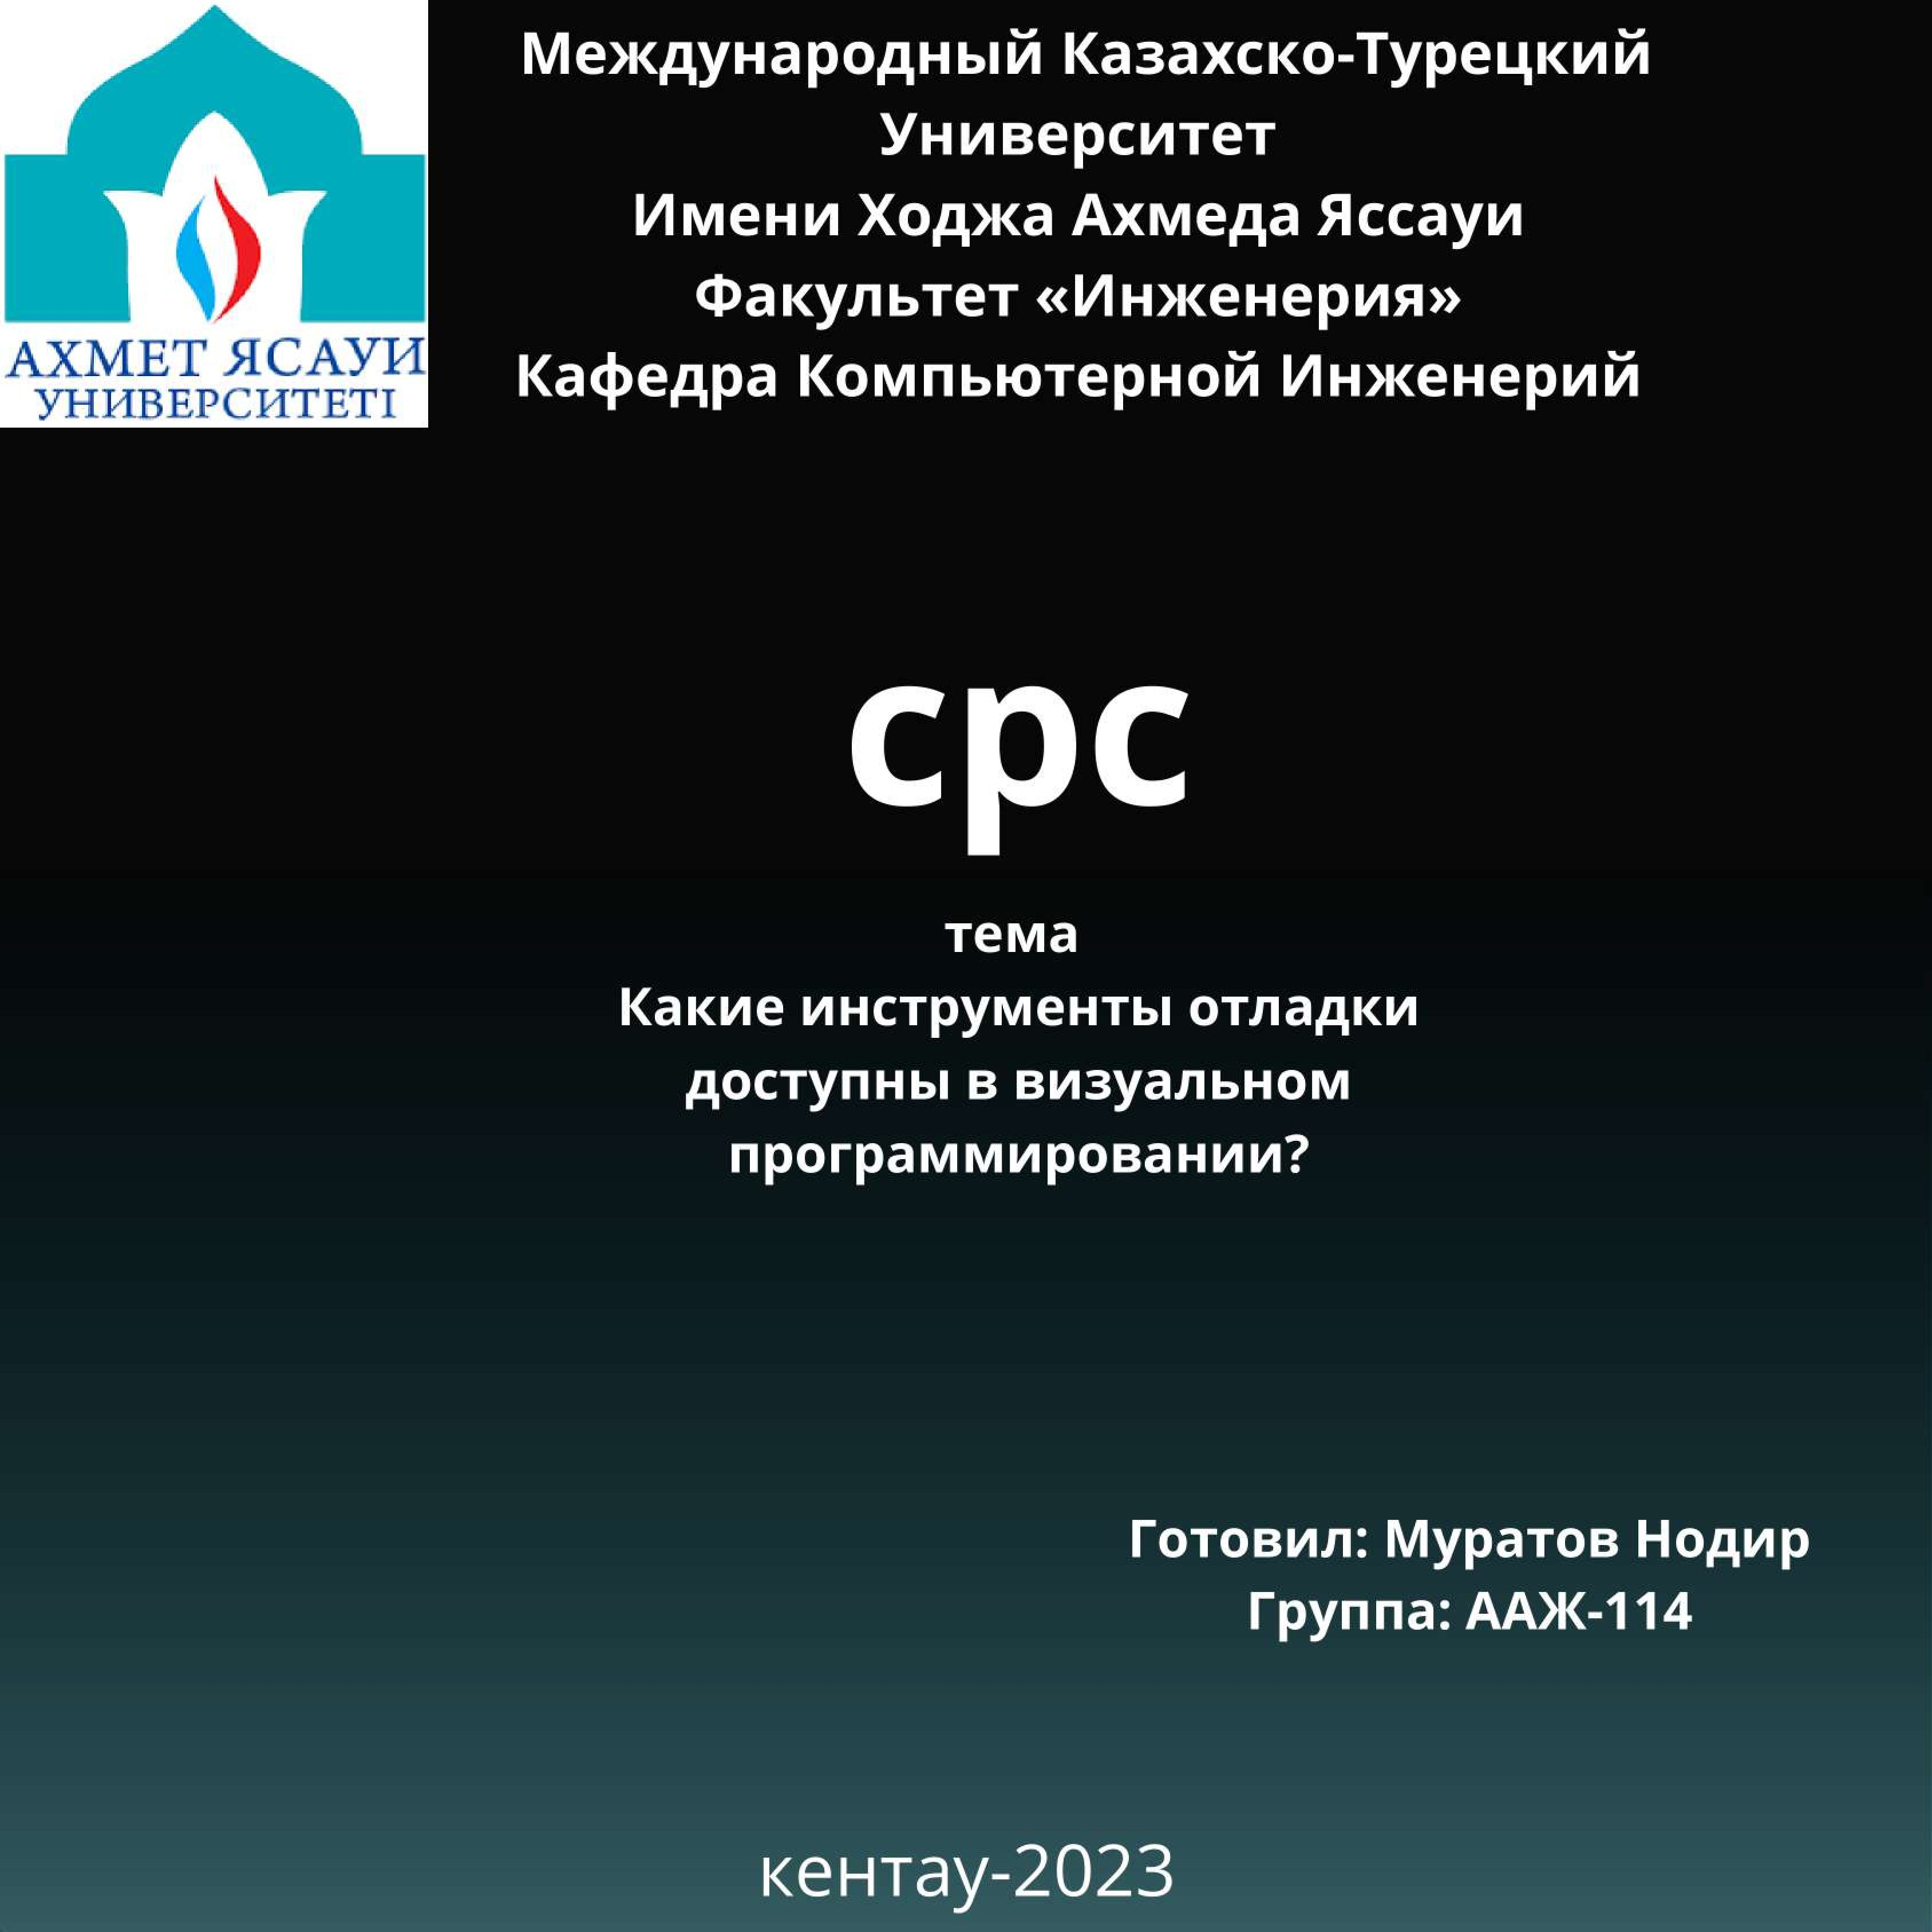 АХМЕТ ЯСАУИ
УНИВЕРСИТЕТІ
Международный Казахско-Турецкий
Университет
Имени Ходжа Ахмеда Яссауи
Факультет «Инженерия»
Кафедра Компьютерной Инженерий
срс
тема
Какие инструменты отладки
доступны в визуальном
программировании?
Готовил: Муратов Нодир
Группа: ААЖ-114
кентау-2023